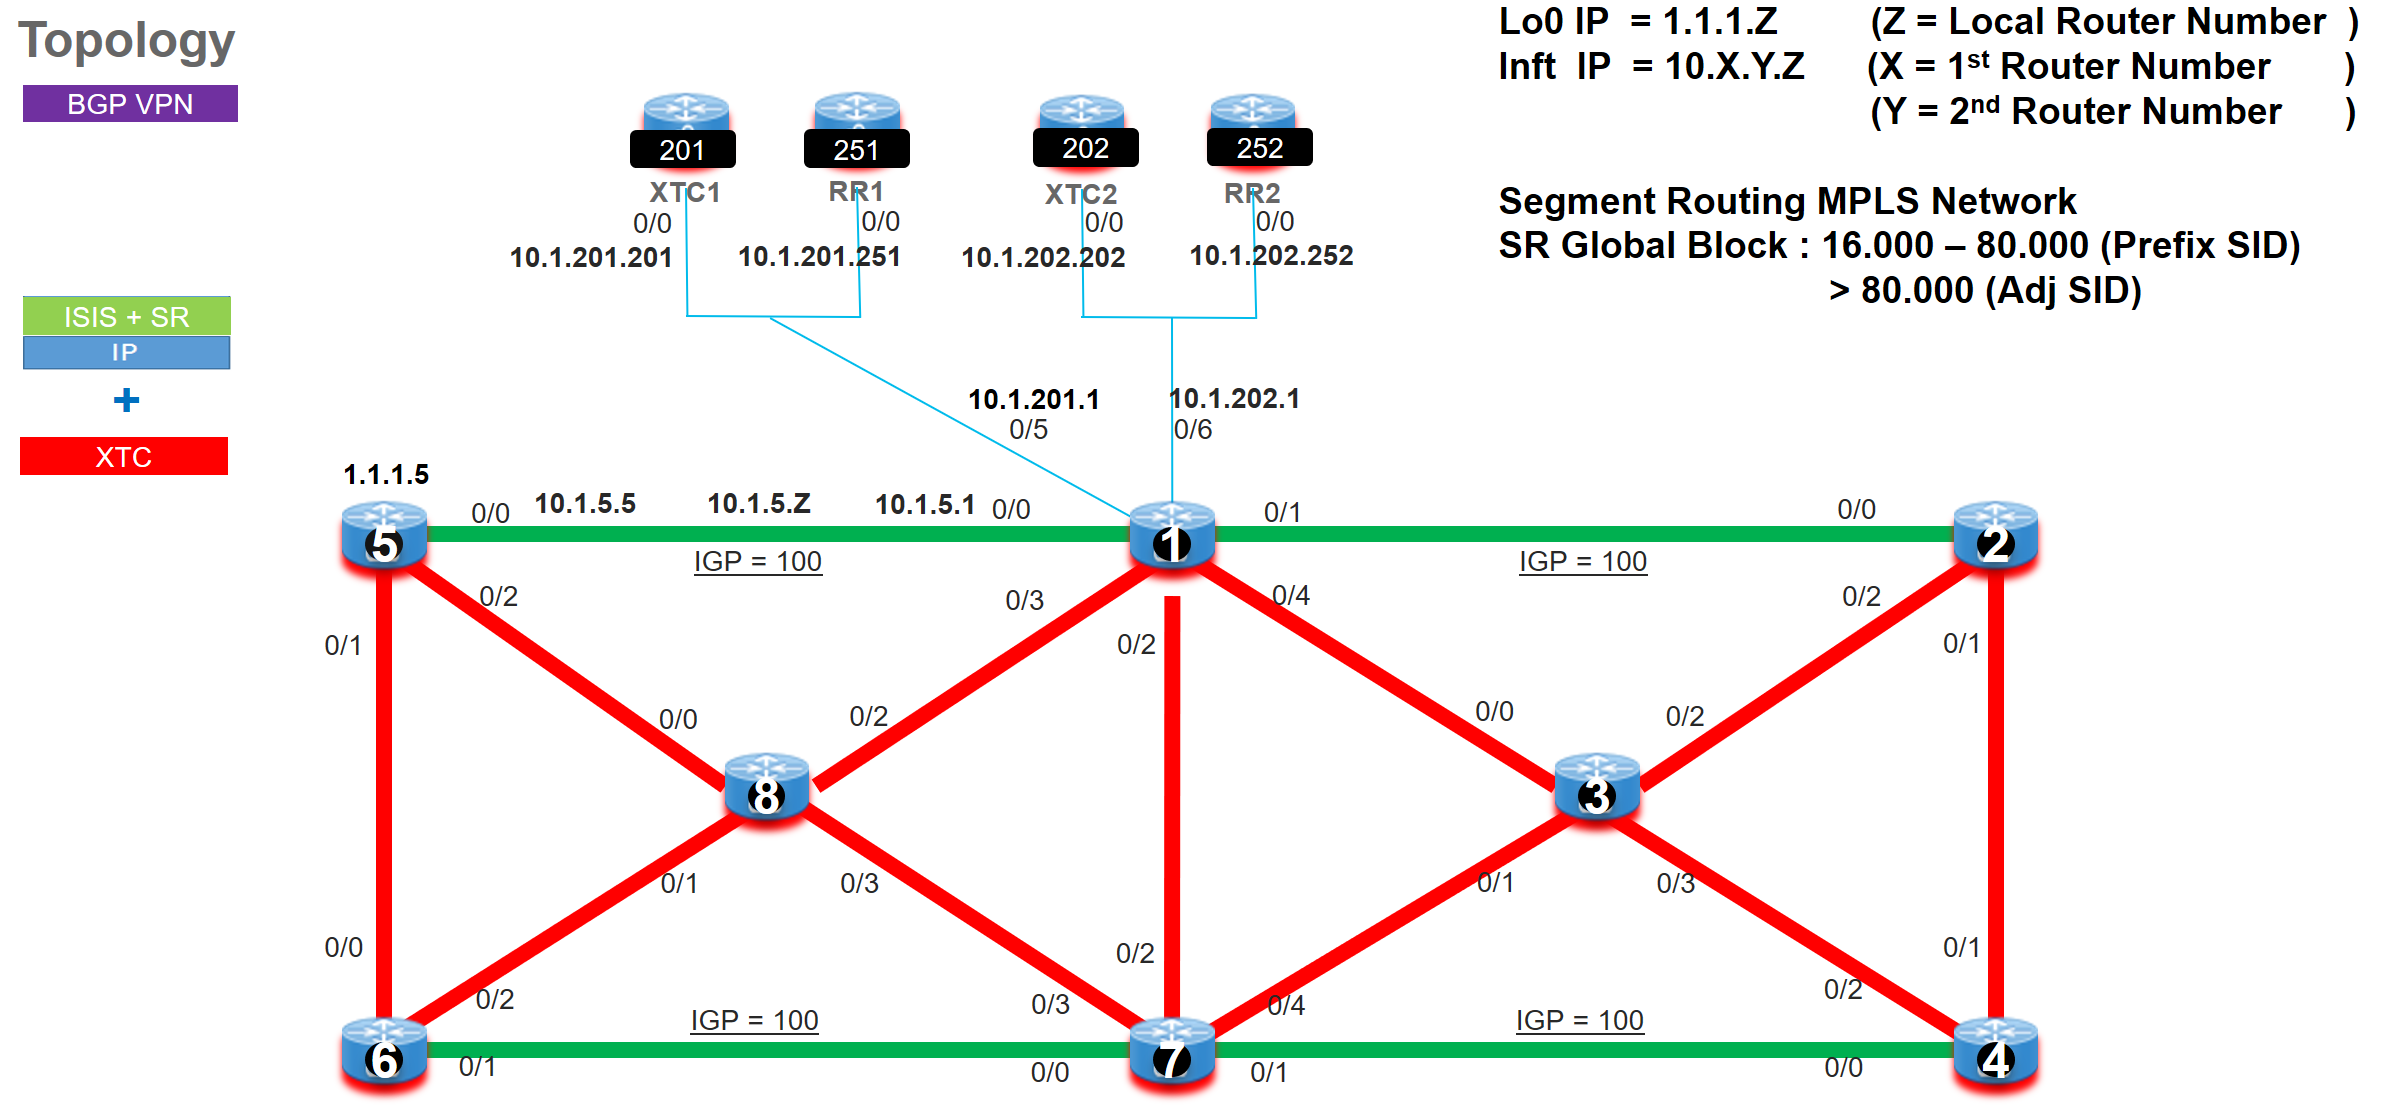 Topology
BGP VPN
ISIS + SR
IP
+
XTC
Lo0 IP = 1.1.1.Z (Z = Local Router Number )
Inft IP = 10.X.Y.Z (X = 1st Router Number )
(Y = 2nd Router Number )
Segment Routing MPLS Network
SR Global Block : 16.000 – 80.000 (Prefix SID)
> 80.000 (Adj SID)
201
251
202
252
XTC1
RR1
XTC2
RR2
0/0
0/0
0/0
0/0
10.1.201.201
10.1.201.251
10.1.202.202
10.1.202.252
10.1.201.1
10.1.202.1
0/5
0/6
1.1.1.5
0/0
10.1.5.5
10.1.5.Z
10.1.5.1
0/0
0/1
0/0
5
1
2
IGP = 100
IGP = 100
0/2
0/3
0/4
0/2
0/1
0/2
0/1
0/0
0/2
0/0
0/2
8
3
0/1
0/3
0/1
0/3
0/0
0/2
0/1
0/2
0/3
0/4
0/2
IGP = 100
IGP = 100
6
7
4
0/1
0/0
0/1
0/0